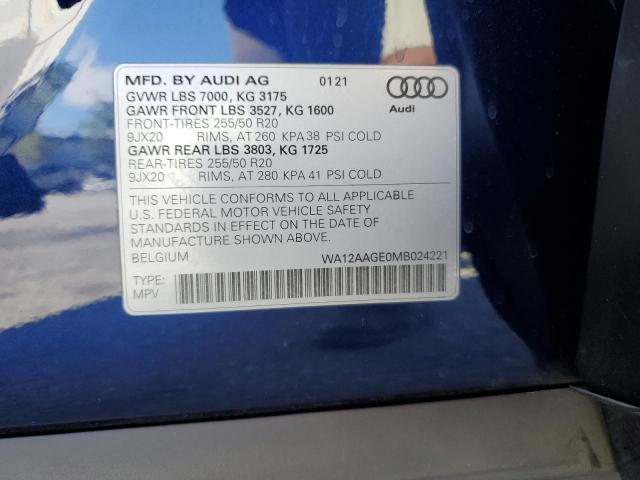 MFD. BY AUDI AG 0121
GVWR LBS 7000, KG 3175
GAWR FRONT LBS 3527, KG 1600
FRONT-TIRES 255/50 R20
9JX20 RIMS, AT 260 KPA 38 PSI COLD
GAWR REAR LBS 3803, KG 1725
REAR-TIRES 255/50 R20
9JX20 RIMS, AT 280 KPA 41 PSI COLD
Audi
THIS VEHICLE CONFORMS TO ALL APPLICABLE
U.S. FEDERAL MOTOR VEHICLE SAFETY
STANDARDS IN EFFECT ON THE DATE OF
MANUFACTURE SHOWN ABOVE.
BELGIUM WA12AAGE0MB024221
TYPE:
MPV